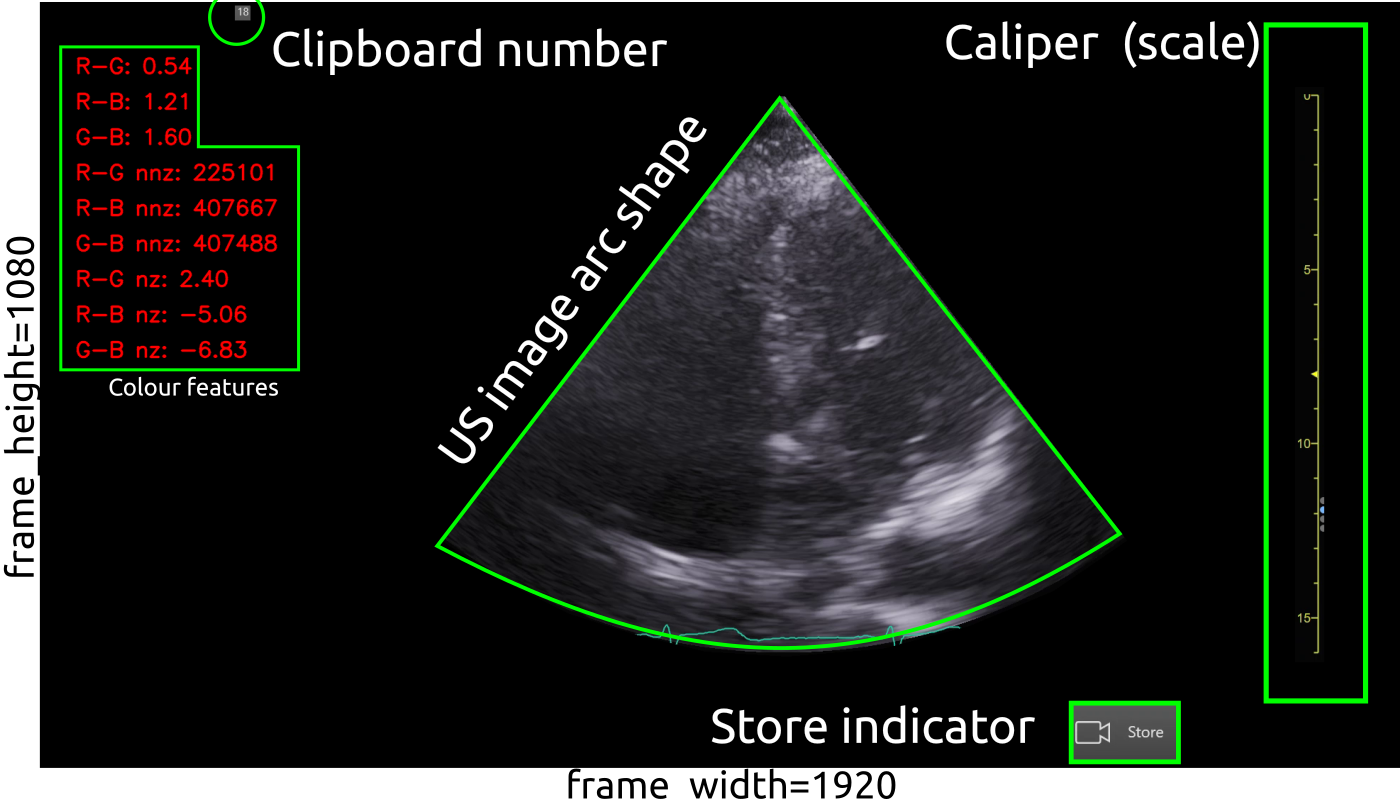 18
Clipboard number
Caliper (scale)
R-G: 0.54
R-B: 1.21
G-B: 1.60
R-G nnz: 225101
R-B nnz: 407667
G-B nnz: 407488
R-G nz: 2.40
R-B nz: -5.06
G-B nz: -6.83
Colour features
US image arc shape
0
5
10
15
frame_height=1080
Store indicator
Store
frame_width=1920